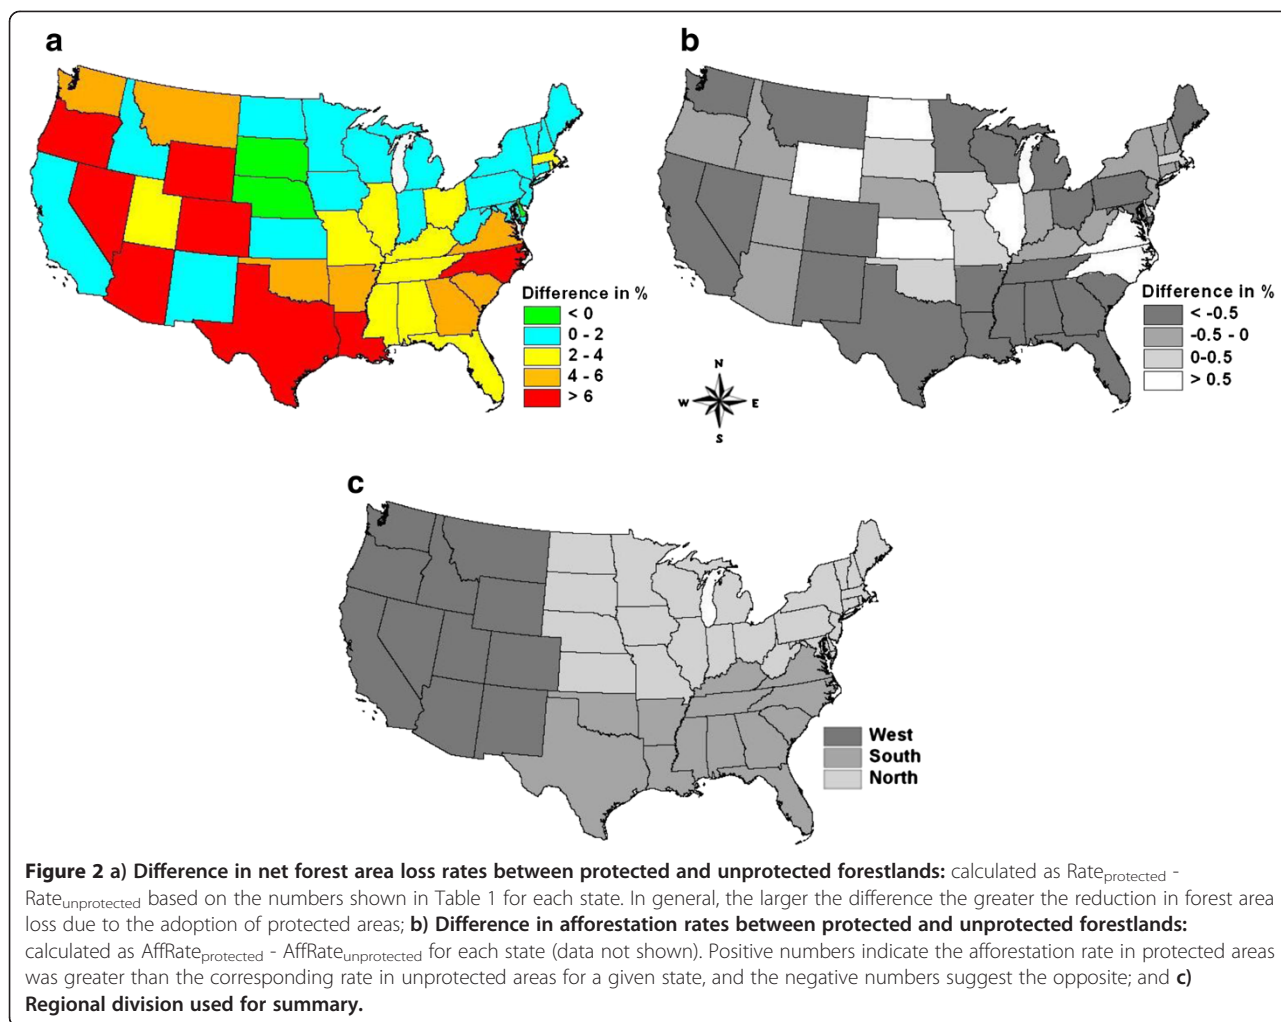 a
b
Difference in %
< 0
0 - 2
2 - 4
4 - 6
> 6
N
W E
S
Difference in %
< -0.5
-0.5 - 0
0-0.5
> 0.5
c
West
South
North
Figure 2 a) Difference in net forest area loss rates between protected and unprotected forestlands: calculated as Rateprotected -
Rateunprotected based on the numbers shown in Table 1 for each state. In general, the larger the difference the greater the reduction in forest area
loss due to the adoption of protected areas; b) Difference in afforestation rates between protected and unprotected forestlands:
calculated as AffRateprotected - AffRateunprotected for each state (data not shown). Positive numbers indicate the afforestation rate in protected areas
was greater than the corresponding rate in unprotected areas for a given state, and the negative numbers suggest the opposite; and c)
Regional division used for summary.